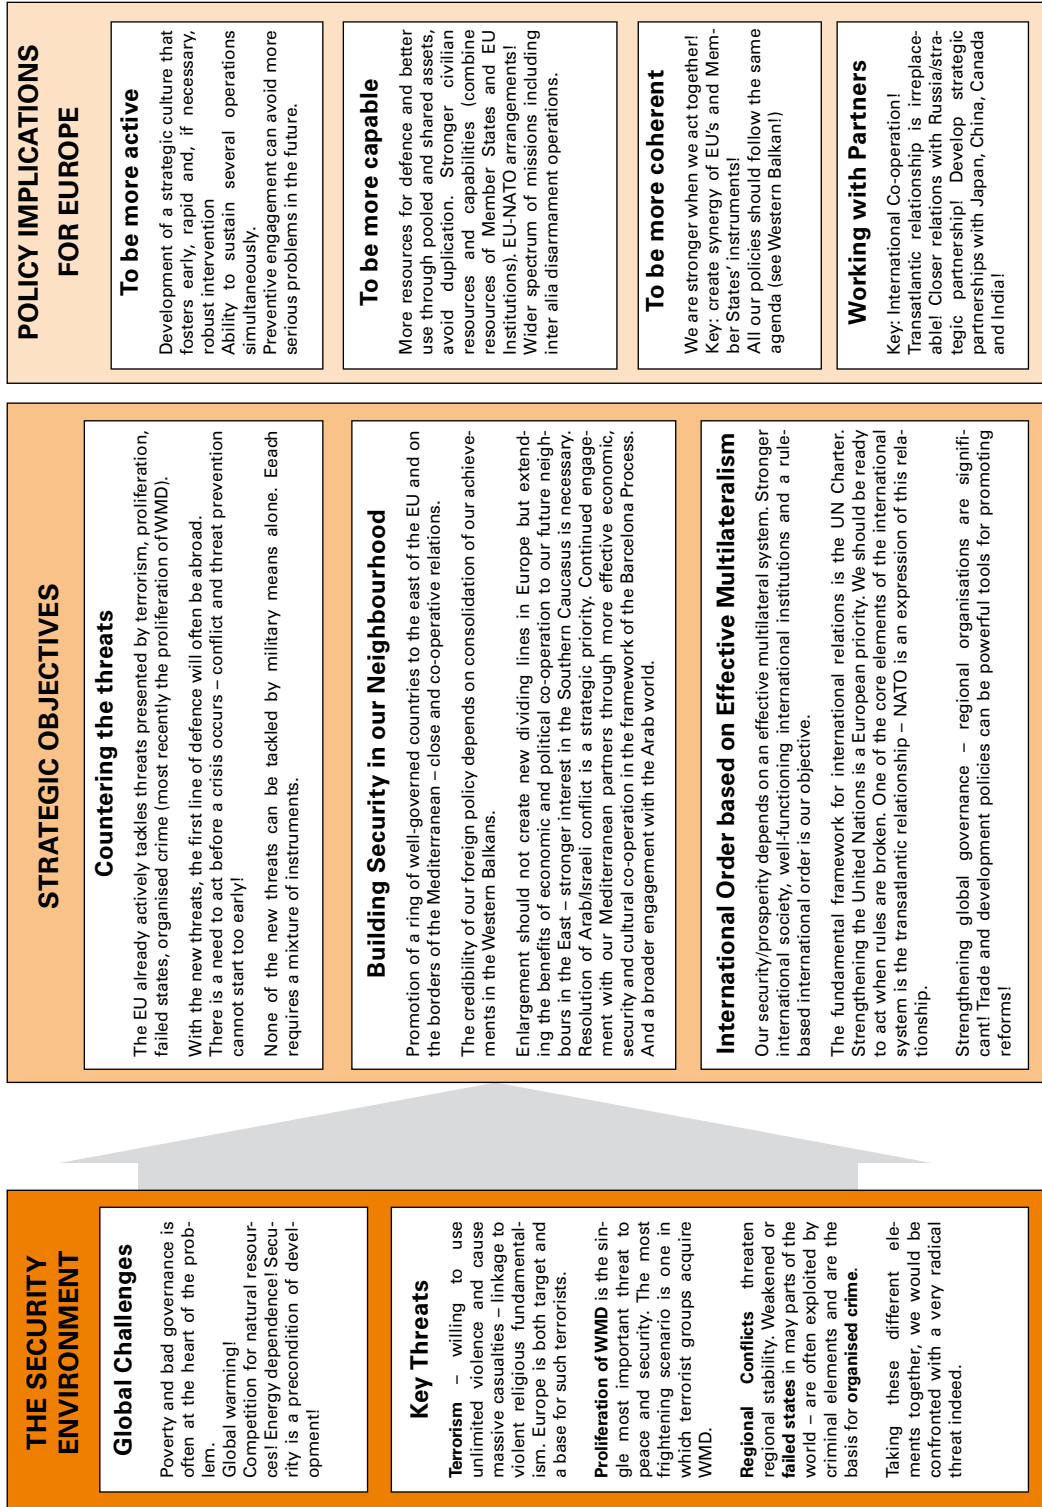 THE SECURITY
ENVIRONMENT
Global Challenges
Poverty and bad governance is
often at the heart of the prob-
lem.
Global warming!
Competition for natural resour-
ces! Energy dependence! Secu-
rity is a precondition of devel-
opment!
Key Threats
Terrorism – willing to use
unlimited violence and cause
massive casualties – linkage to
violent religious fundamental-
ism. Europe is both target and
a base for such terrorists.
Proliferation of WMD is the sin-
gle most important threat to
peace and security. The most
frightening scenario is one in
which terrorist groups acquire
WMD.
Regional Conflicts threaten
regional stability. Weakened or
failed states in may parts of the
world – are often exploited by
criminal elements and are the
basis for organised crime.
Taking these different ele-
ments together, we would be
confronted with a very radical
threat indeed.
STRATEGIC OBJECTIVES
Countering the threats
The EU already actively tackles threats presented by terrorism, proliferation,
failed states, organised crime (most recently the proliferation of WMD).
With the new threats, the first line of defence will often be abroad.
There is a need to act before a crisis occurs – conflict and threat prevention
cannot start too early!
None of the new threats can be tackled by military means alone. Eeach
requires a mixture of instruments.
Building Security in our Neighbourhood
Promotion of a ring of well-governed countries to the east of the EU and on
the borders of the Mediterranean – close and co-operative relations.
The credibility of our foreign policy depends on consolidation of our achieve-
ments in the Western Balkans.
Enlargement should not create new dividing lines in Europe but extend-
ing the benefits of economic and political co-operation to our future neigh-
bours in the East – stronger interest in the Southern Caucasus is necessary.
Resolution of Arab/Israeli conflict is a strategic priority. Continued engage-
ment with our Mediterranean partners through more effective economic,
security and cultural co-operation in the framework of the Barcelona Process.
And a broader engagement with the Arab world.
International Order based on Effective Multilateralism
Our security/prosperity depends on an effective multilateral system. Stronger
international society, well-functioning international institutions and a rule-
based international order is our objective.
The fundamental framework for international relations is the UN Charter.
Strengthening the United Nations is a European priority. We should be ready
to act when rules are broken. One of the core elements of the international
system is the transatlantic relationship – NATO is an expression of this rela-
tionship.
Strengthening global governance – regional organisations are signifi-
cant! Trade and development policies can be powerful tools for promoting
reforms!
POLICY IMPLICATIONS
FOR EUROPE
To be more active
Development of a strategic culture that
fosters early, rapid and, if necessary,
robust intervention
Ability to sustain several operations
simultaneously.
Preventive engagement can avoid more
serious problems in the future.
To be more capable
More resources for defence and better
use through pooled and shared assets,
avoid duplication. Stronger civilian
resources and capabilities (combine
resources of Member States and EU
Institutions). EU-NATO arrangements!
Wider spectrum of missions including
inter alia disarmament operations.
To be more coherent
We are stronger when we act together!
Key: create synergy of EU's and Mem-
ber States' instruments!
All our policies should follow the same
agenda (see Western Balkan!)
Working with Partners
Key: International Co-operation!
Transatlantic relationship is irreplace-
able! Closer relations with Russia/stra-
tegic partnership! Develop strategic
partnerships with Japan, China, Canada
and India!